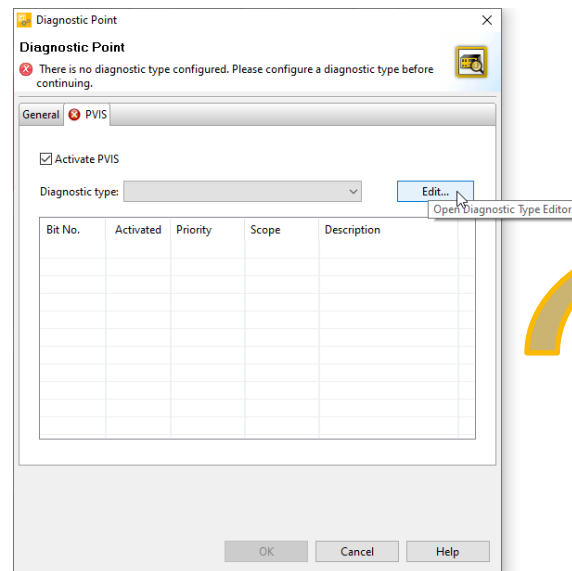 Diagnostic Point
Diagnostic Point
There is no diagnostic type configured. Please configure a diagnostic type before
continuing.
General PVIS
Activate PVIS
Diagnostic type: Edit...
Open Diagnostic Type Editor
Bit No. Activated Priority Scope Description
OK Cancel Help